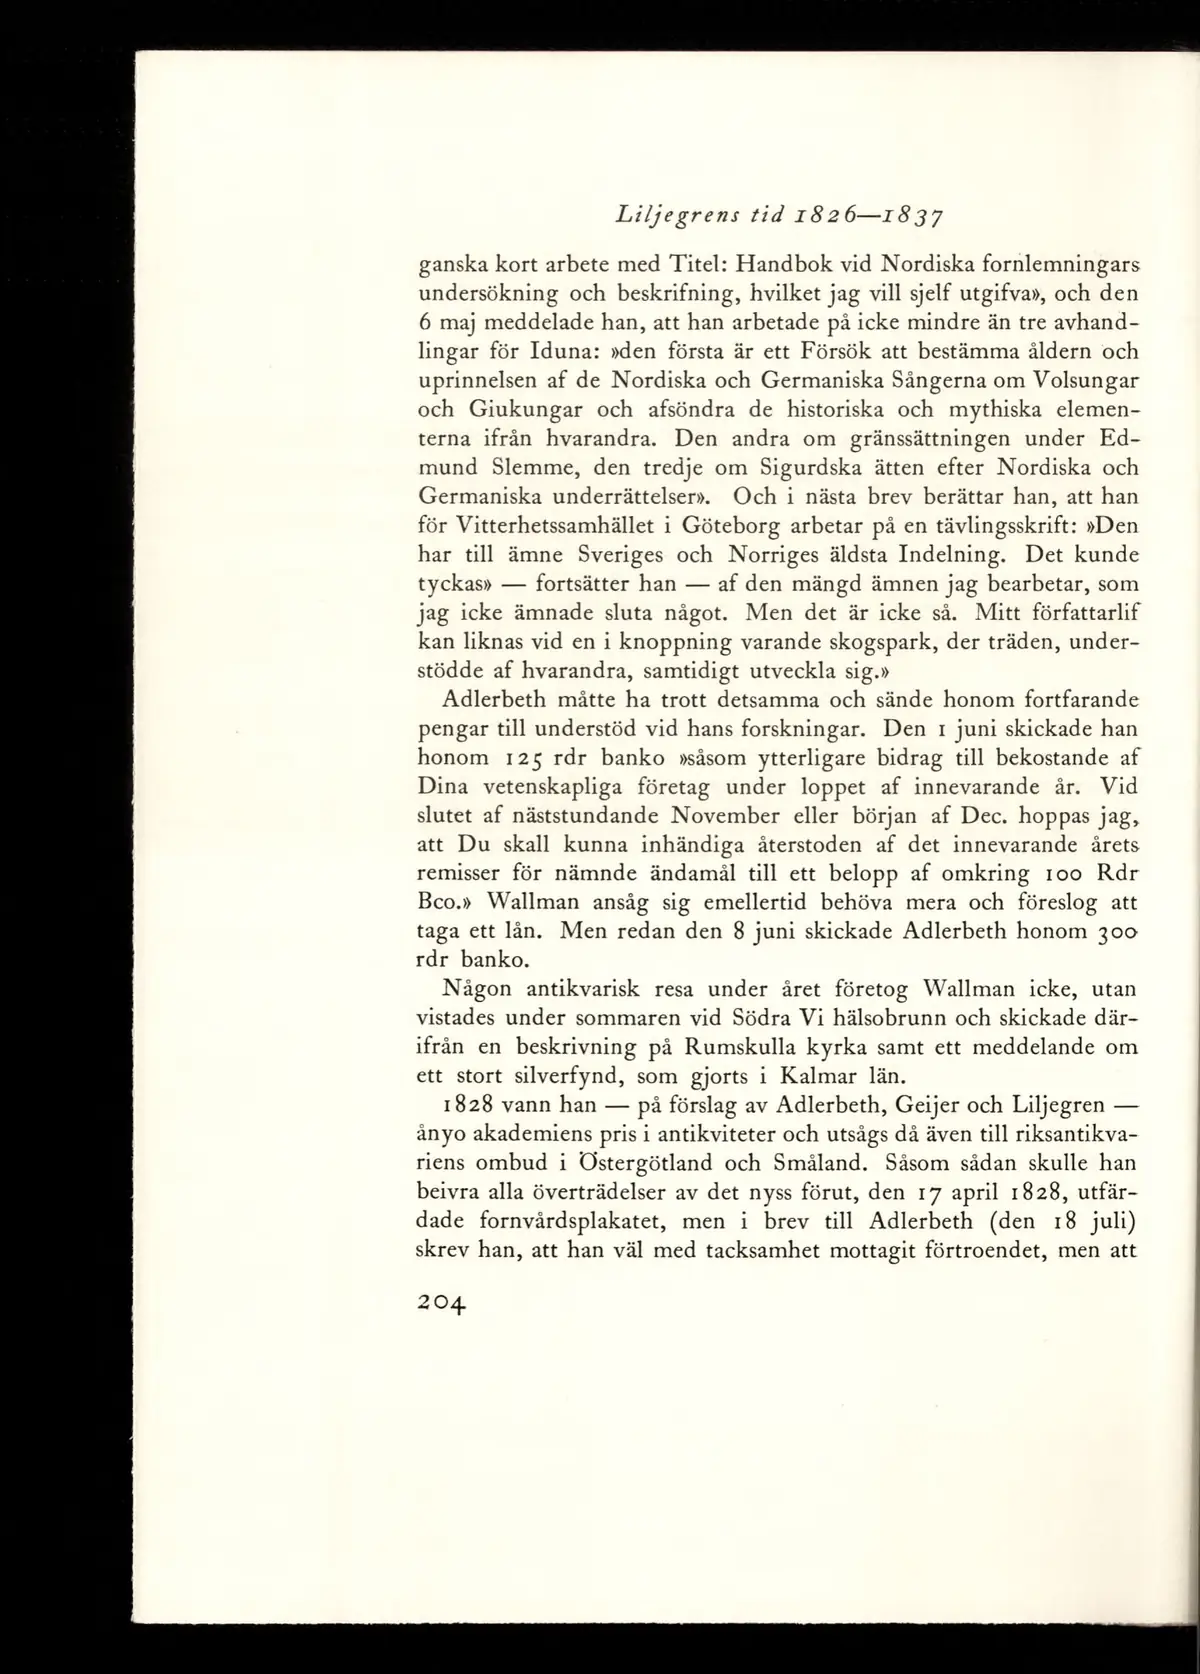 Liljegrens tid 1826—1837
ganska kort arbete med Titel: Handbok vid Nordiska fornlemningars
undersökning och beskrifning, hvilket jag vill sjelf utgifva», och den
6 maj meddelade han, att han arbetade på icke mindre än tre avhand-
lingar för Iduna: »den första är ett Försök att bestämma åldern och
uprinnelsen af de Nordiska och Germaniska Sångerna om Volsungar
och Giukungar och afsöndra de historiska och mythiska elemen-
terna ifrån hvarandra. Den andra om gränssättningen under Ed-
mund Slemme, den tredje om Sigurdska ätten efter Nordiska och
Germaniska underrättelser». Och i nästa brev berättar han, att han
för Vitterhetssamhället i Göteborg arbetar på en tävlingsskrift: »Den
har till ämne Sveriges och Norriges äldsta Indelning. Det kunde
tyckas» — fortsätter han — af den mängd ämnen jag bearbetar, som
jag icke ämnade sluta något. Men det är icke så. Mitt författarlif
kan liknas vid en i knoppning varande skogspark, der träden, under-
stödde af hvarandra, samtidigt utveckla sig.»
Adlerbeth måtte ha trott detsamma och sände honom fortfarande
pengar till understöd vid hans forskningar. Den 1 juni skickade han
honom 125 rdr banko »såsom ytterligare bidrag till bekostande af
Dina vetenskapliga företag under loppet af innevarande år. Vid
slutet af näststundande November eller början af Dec. hoppas jag,
att Du skall kunna inhändiga återstoden af det innevarande årets
remisser för nämnde ändamål till ett belopp af omkring 100 Rdr
Bco.» Wallman ansåg sig emellertid behöva mera och föreslog att
taga ett lån. Men redan den 8 juni skickade Adlerbeth honom 300
rdr banko.
Någon antikvarisk resa under året företog Wallman icke, utan
vistades under sommaren vid Södra Vi hälsobrunn och skickade där-
ifrån en beskrivning på Rumskulla kyrka samt ett meddelande om
ett stort silverfynd, som gjorts i Kalmar län.
1828 vann han — på förslag av Adlerbeth, Geijer och Liljegren —
ånyo akademiens pris i antikviteter och utsågs då även till riksantikva-
riens ombud i Östergötland och Småland. Såsom sådan skulle han
beivra alla överträdelser av det nyss förut, den 17 april 1828, utfär-
dade fornvårdsplakatet, men i brev till Adlerbeth (den 18 juli)
skrev han, att han väl med tacksamhet mottagit förtroendet, men att
204